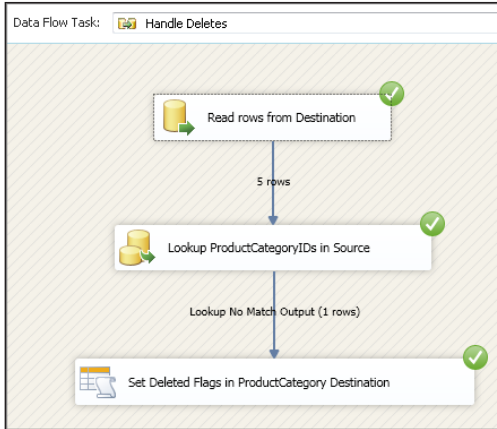 Data Flow Task: Handle Deletes
Read rows from Destination
5 rows
Lookup ProductCategoryIDs in Source
Lookup No Match Output (1 rows)
Set Deleted Flags in ProductCategory Destination